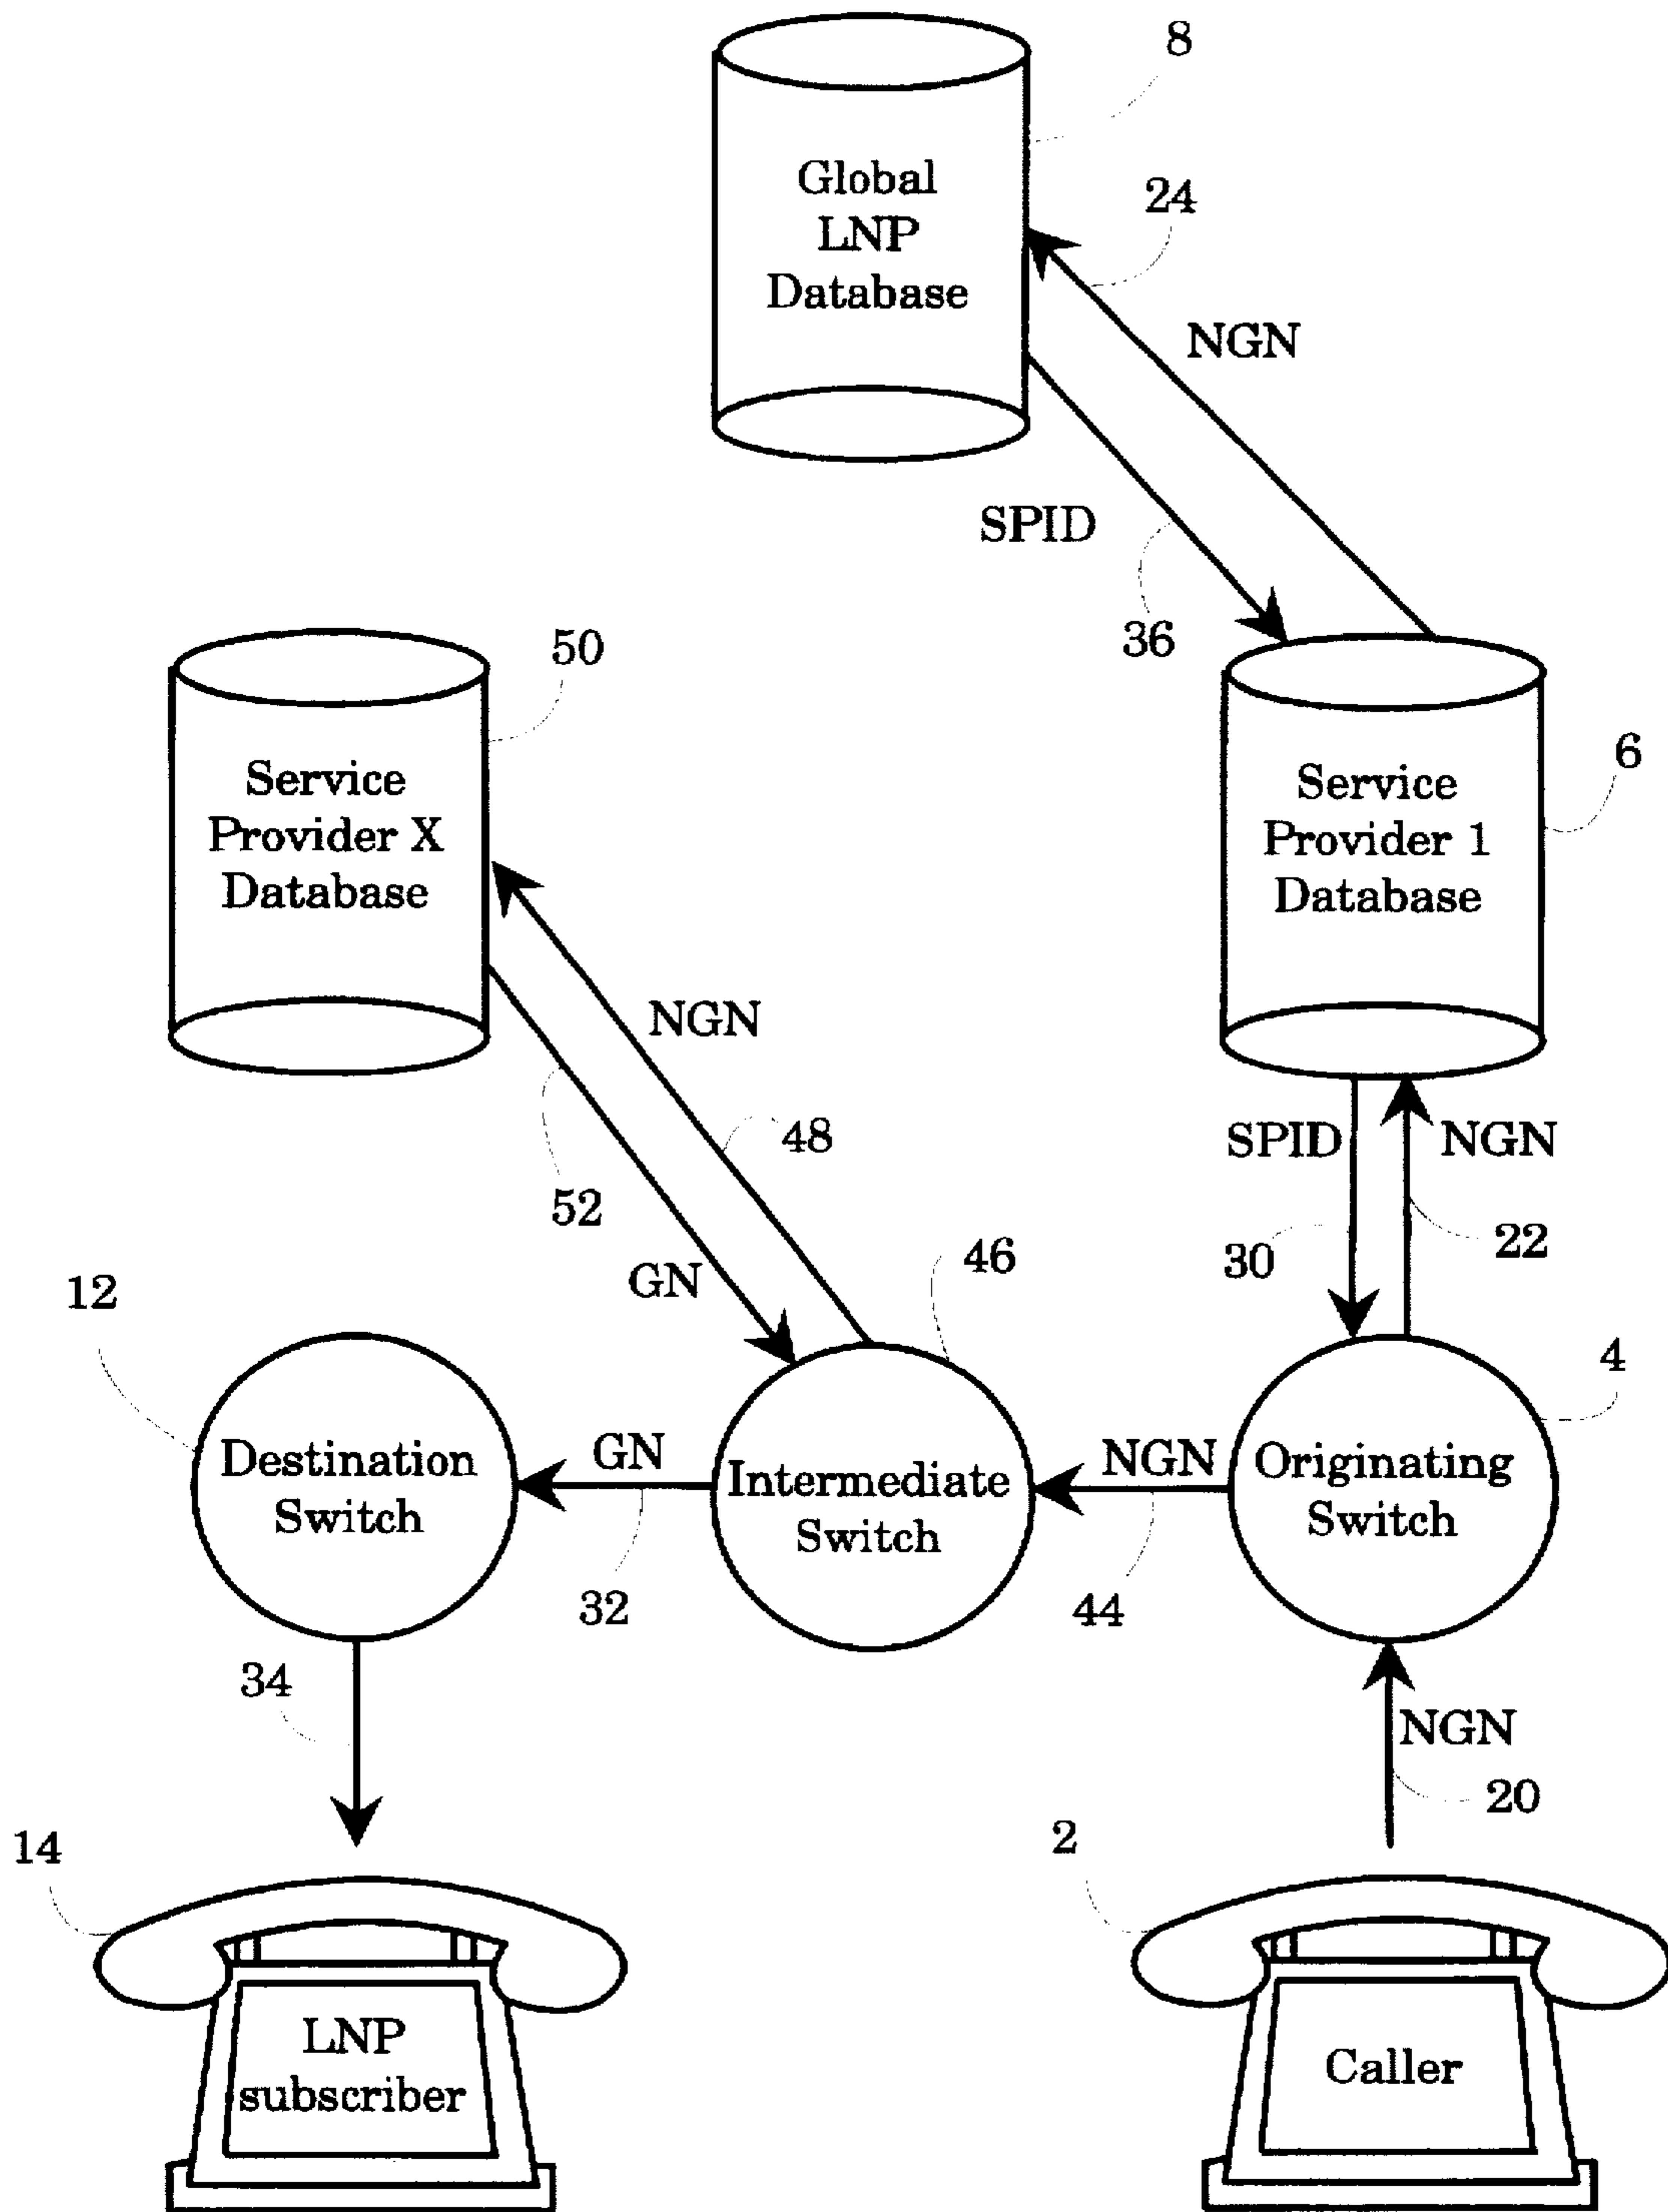 8
Global
LNP
Database
24
NGN
SPID
36
50
Service
Provider X
Database
6
Service
Provider 1
Database
NGN
48
52
GN
SPID
NGN
30
22
46
12
4
Destination
Switch
GN
32
Intermediate
Switch
NGN
44
Originating
Switch
34
NGN
20
14
2
LNP
subscriber
Caller